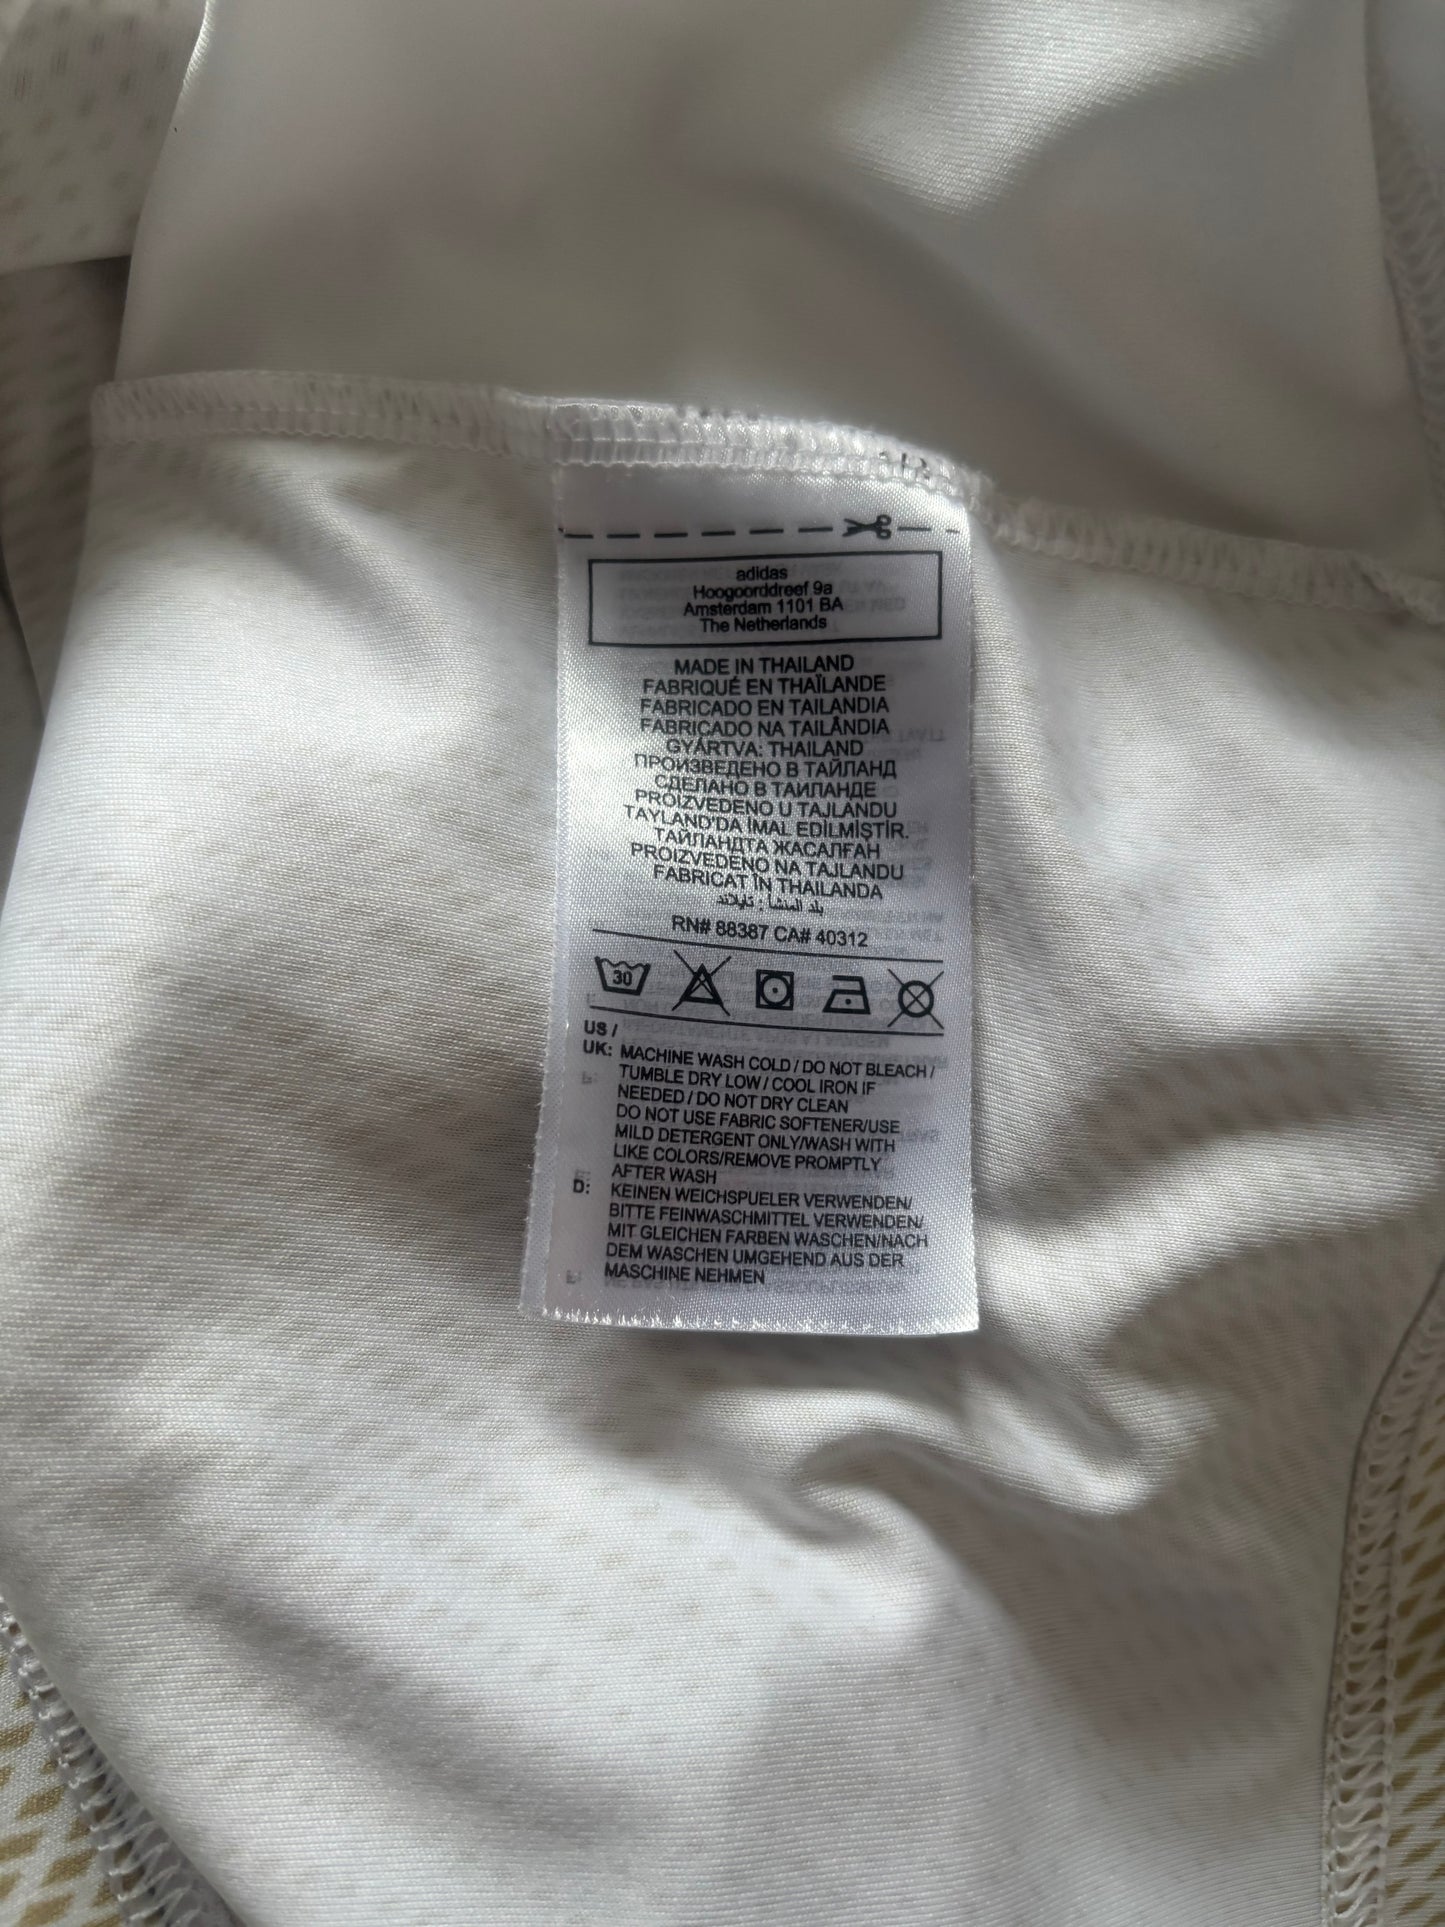 adidas
Hoogoorddreef 9a
Amsterdam 1101 BA
The Netherlands
MADE IN THAILAND
FABRIQUÉ EN THAÏLANDE
FABRICADO EN TAILANDIA
FABRICADO NA TAILÂNDIA
GYÁRTVA: THAILAND
ПРОИЗВЕДЕНО В ТАЙЛАНД
СДЕЛАНО В ТАИЛАНДЕ
PROIZVEDENO U TAJLANDU
TAYLAND'DA İMAL EDİLMİŞTİR.
ТАЙЛАНДТА ЖАСАЛҒАН
PROIZVEDENO NA TAJLANDU
FABRICAT ÎN THAILANDA
بلد المنشأ : تايلاند
RN# 88387 CA# 40312
30
US /
UK: MACHINE WASH COLD / DO NOT BLEACH /
TUMBLE DRY LOW / COOL IRON IF
NEEDED / DO NOT DRY CLEAN
DO NOT USE FABRIC SOFTENER/USE
MILD DETERGENT ONLY/WASH WITH
LIKE COLORS/REMOVE PROMPTLY
AFTER WASH
D: KEINEN WEICHSPUELER VERWENDEN/
BITTE FEINWASCHMITTEL VERWENDEN/
MIT GLEICHEN FARBEN WASCHEN/NACH
DEM WASCHEN UMGEHEND AUS DER
MASCHINE NEHMEN